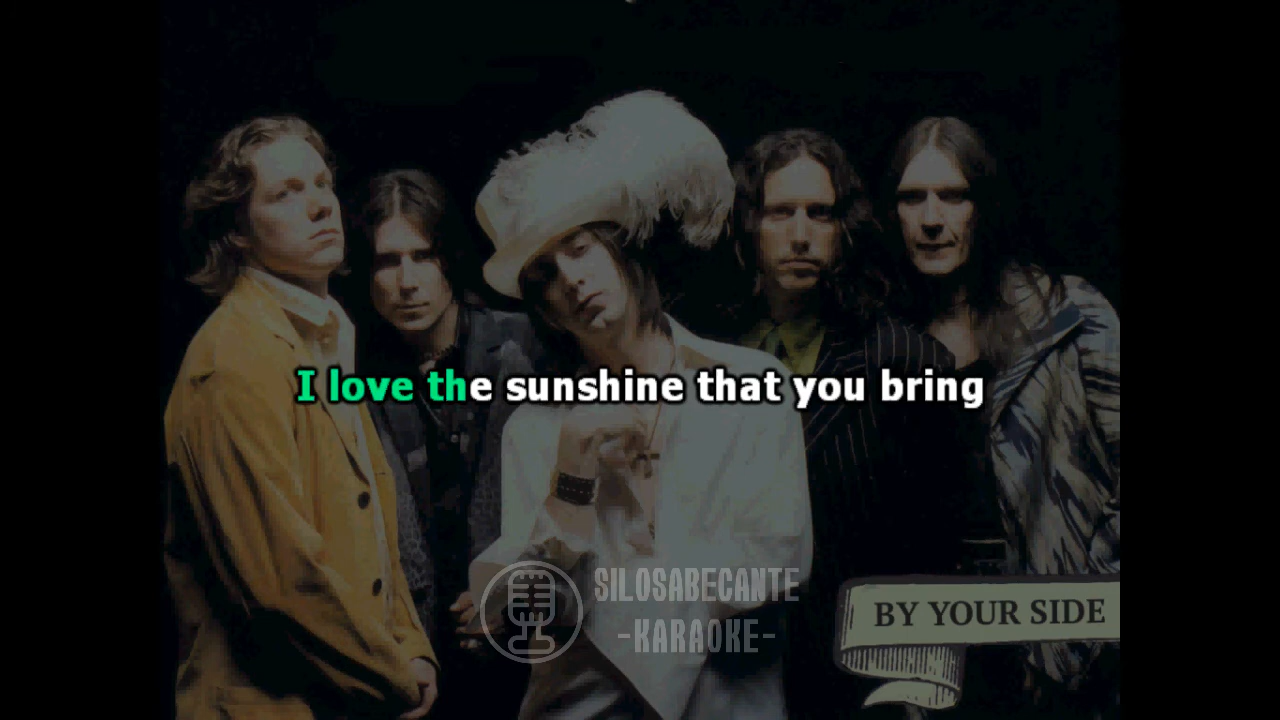 I love the sunshine that you bring
SILOSABECANTE
-KARAOKE-
BY YOUR SIDE